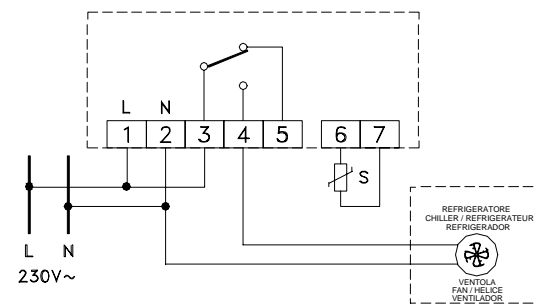 L N
1 2 3 4 5 6 7
S
L N
230V~
REFRIGERATORE
CHILLER / REFRIGERATEUR
REFRIGERADOR
VENTOLA
FAN / HELICE
VENTILADOR